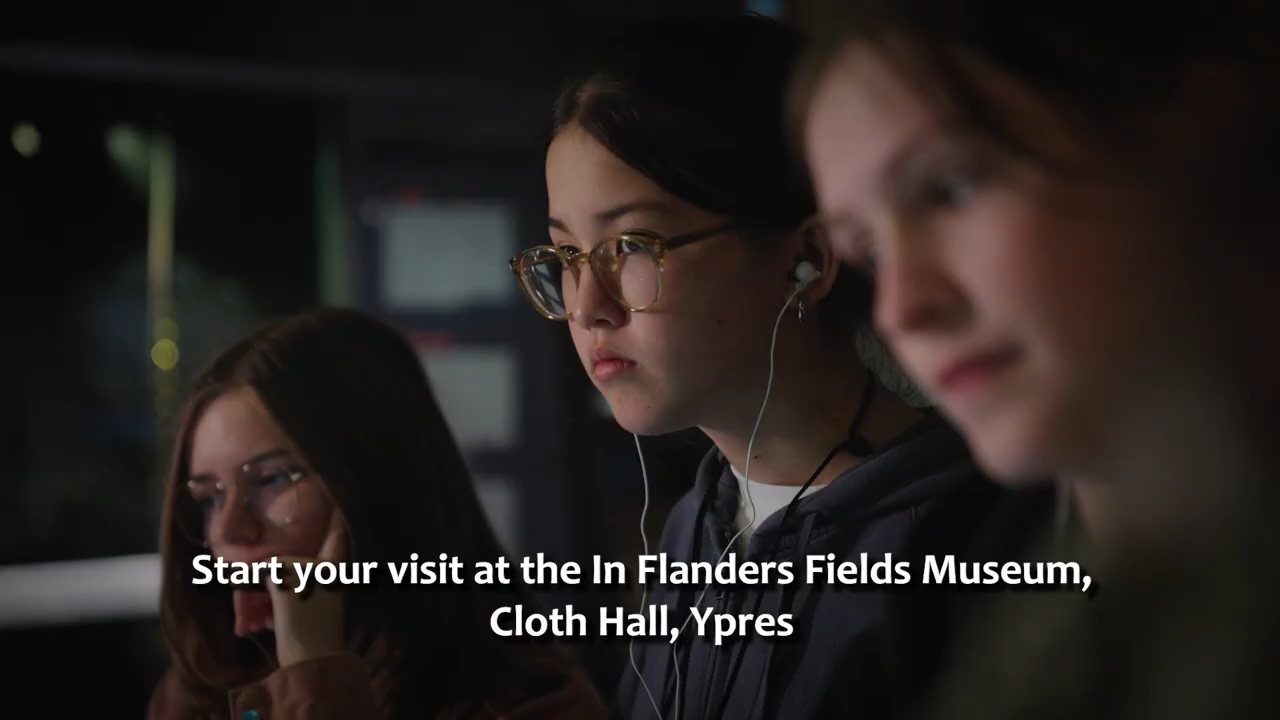 Start your visit at the In Flanders Fields Museum,
Cloth Hall, Ypres